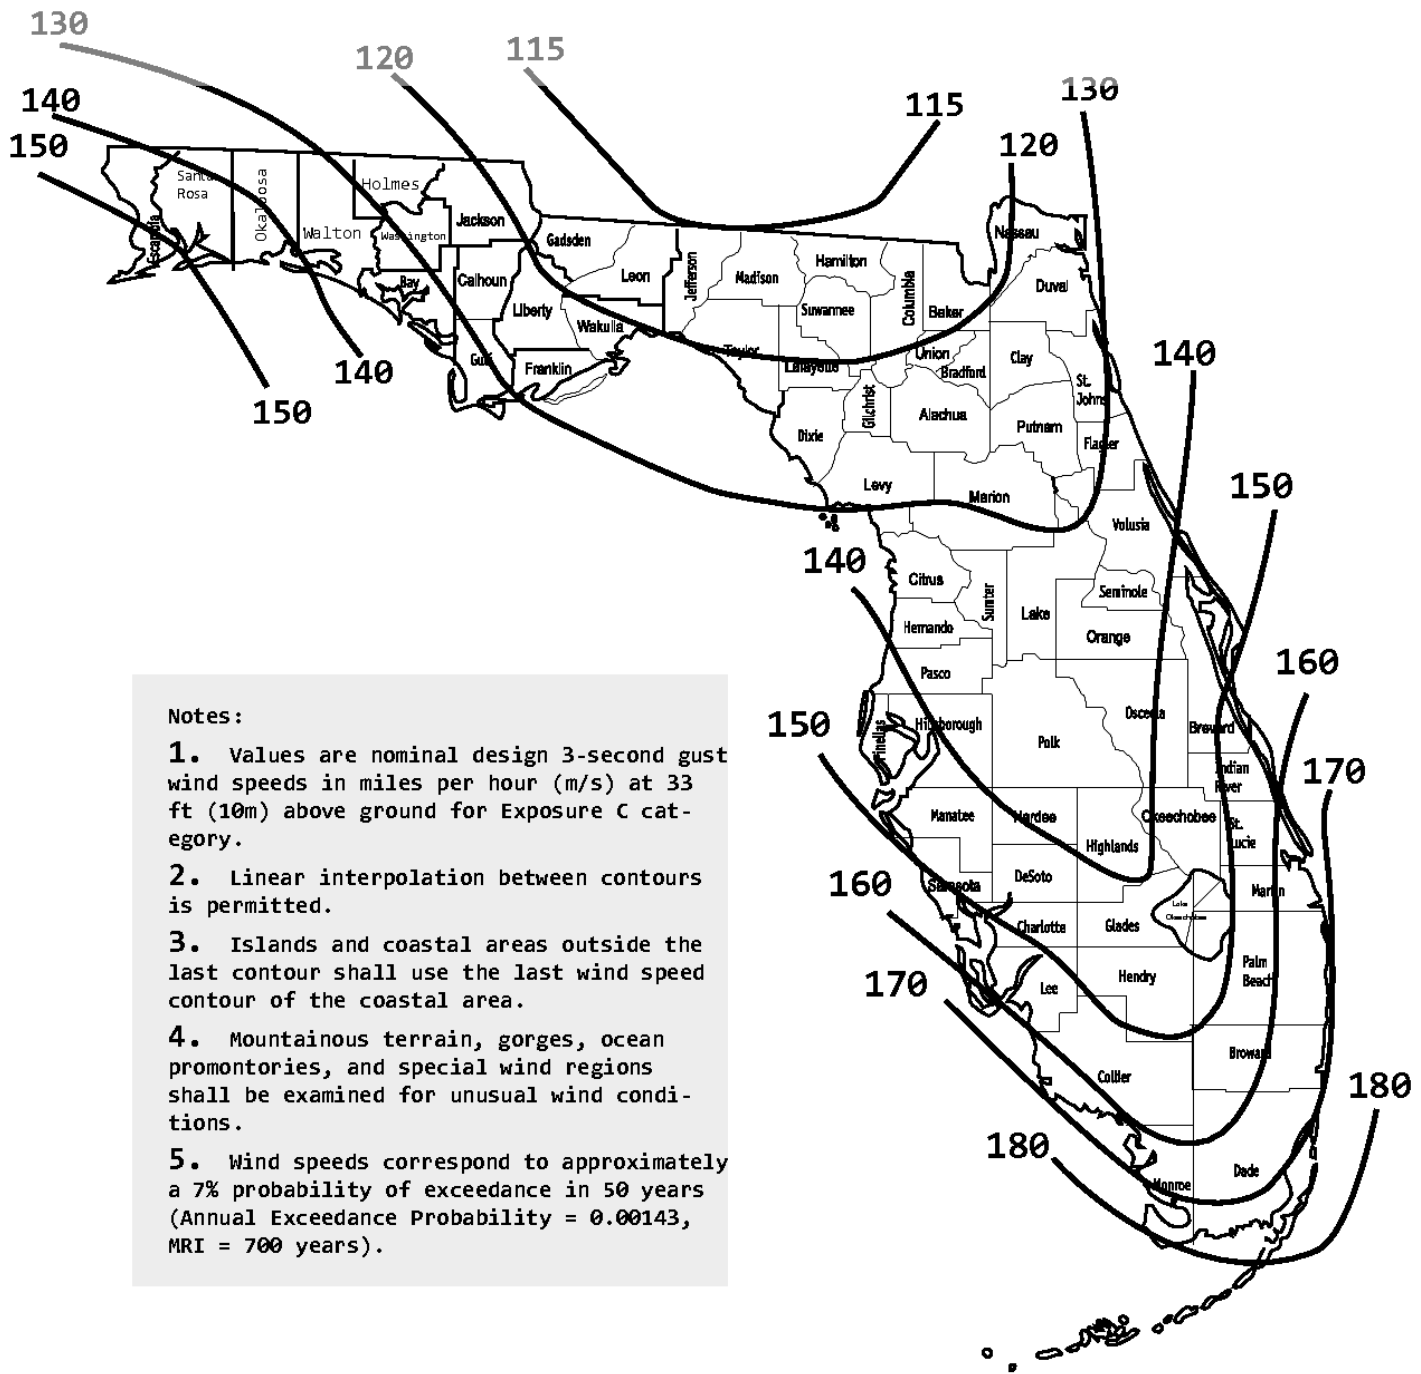 130
120
115
130
140
115
150
120
Santa
Rosa
Okaloosa
Holmes
Escambia
Walton
Washington
Jackson
Gadsden
Nassau
Bay
Calhoun
Leon
Jefferson
Madison
Hamilton
Columbia
Baker
Duval
Liberty
Wakulla
Suwannee
Taylor
Lafayette
Union
Bradford
Clay
140
Gulf
Franklin
140
150
Gilchrist
Alachua
St.
Johns
Dixie
Putnam
Flagler
Levy
Marion
150
Volusia
140
Citrus
Sumter
Lake
Seminole
Hernando
Orange
Pasco
160
150
Pinellas
Hillsborough
Polk
Osceola
Brevard
Indian
River
170
Manatee
Hardee
Highlands
Okeechobee
St.
Lucie
160
Sarasota
DeSoto
Martin
Lake
Okeechobee
Charlotte
Glades
170
Lee
Hendry
Palm
Beach
Broward
Collier
180
180
Monroe
Dade
Notes:
1. Values are nominal design 3-second gust
wind speeds in miles per hour (m/s) at 33
ft (10m) above ground for Exposure C cat-
egory.
2. Linear interpolation between contours
is permitted.
3. Islands and coastal areas outside the
last contour shall use the last wind speed
contour of the coastal area.
4. Mountainous terrain, gorges, ocean
promontories, and special wind regions
shall be examined for unusual wind condi-
tions.
5. Wind speeds correspond to approximately
a 7% probability of exceedance in 50 years
(Annual Exceedance Probability = 0.00143,
MRI = 700 years).